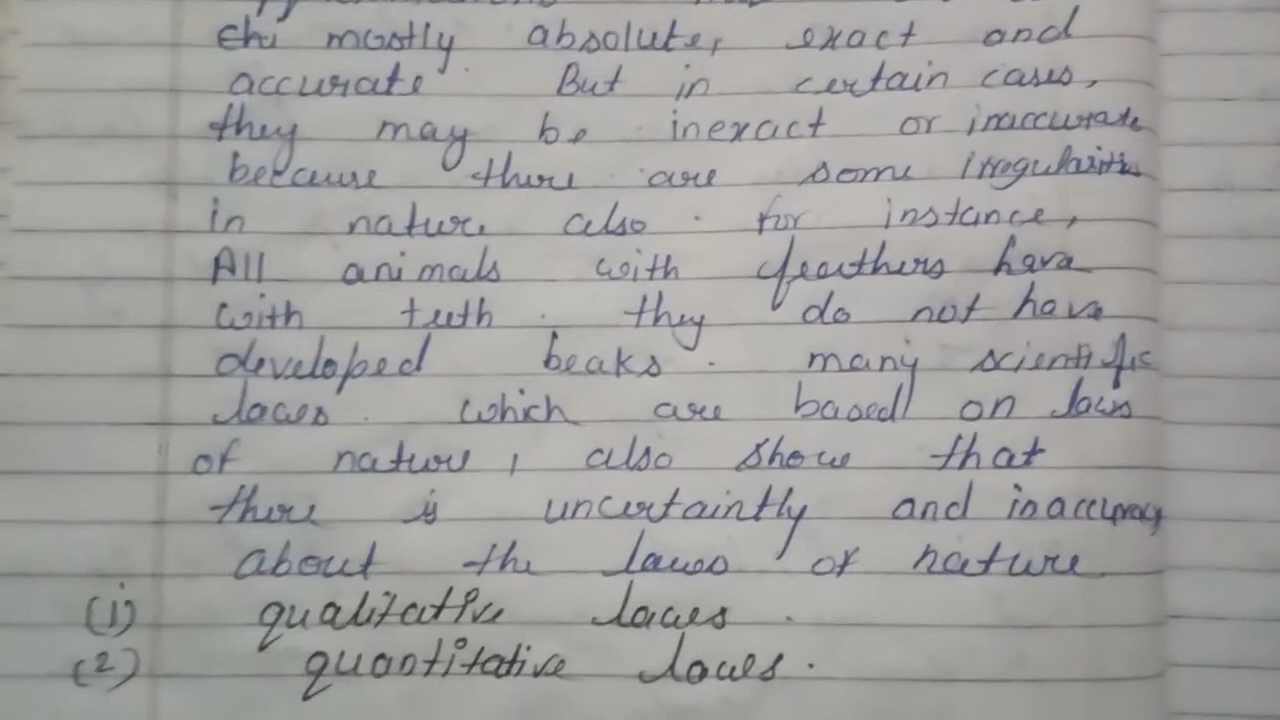 mostly absolute, exact and
accurate. But in certain cases,
they may be inexact or inaccurate
because there are some irregularities
in nature also. for instance,
All animals with feathers have
with teeth. they do not have
developed beaks. many scientific
laws. which are based on laws
of nature, also show that
there is uncertaintly and inaccuracy
about the laws of nature
(1) qualitative laws.
(2) quantitative laws.